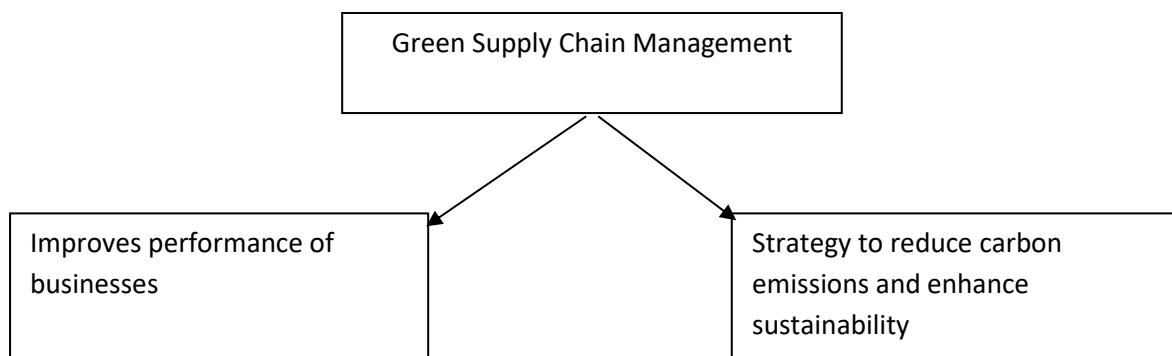 Green Supply Chain Management
Improves performance of
businesses
Strategy to reduce carbon
emissions and enhance
sustainability